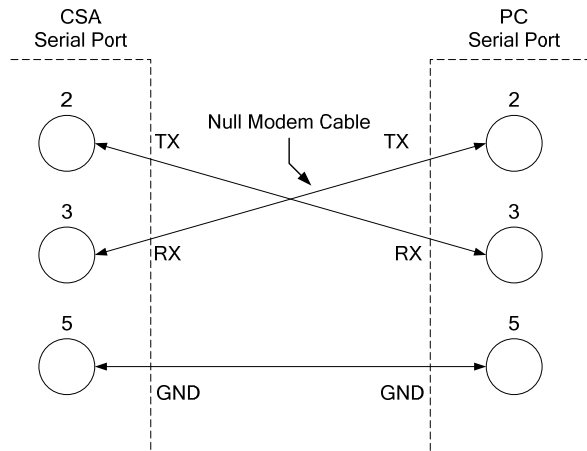 CSA
Serial Port
PC
Serial Port
2
2
TX
Null Modem Cable
TX
3
3
RX
RX
5
5
GND
GND